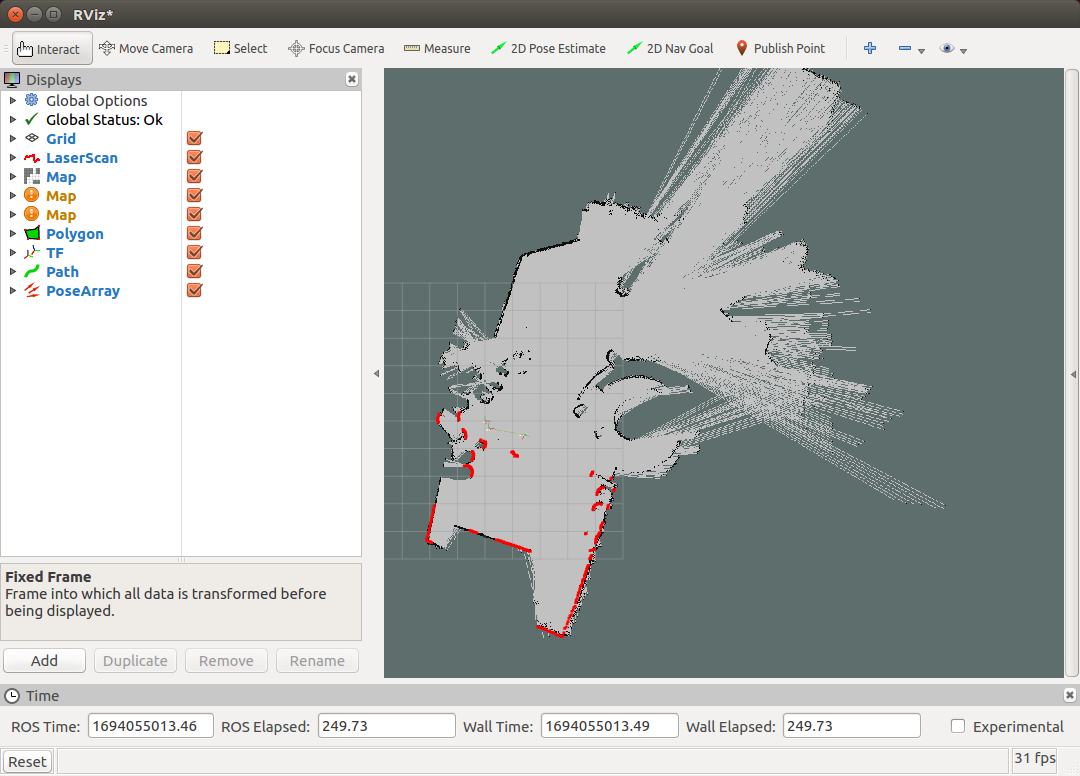 RViz*
Interact Move Camera Select Focus Camera Measure 2D Pose Estimate 2D Nav Goal Publish Point
Displays
Global Options
Global Status: Ok
Grid
LaserScan
Map
Map
Map
Polygon
TF
Path
PoseArray
Fixed Frame
Frame into which all data is transformed before
being displayed.
Add Duplicate Remove Rename
Time
ROS Time: 1694055013.46 ROS Elapsed: 249.73 Wall Time: 1694055013.49 Wall Elapsed: 249.73 Experimental
Reset 31 fps